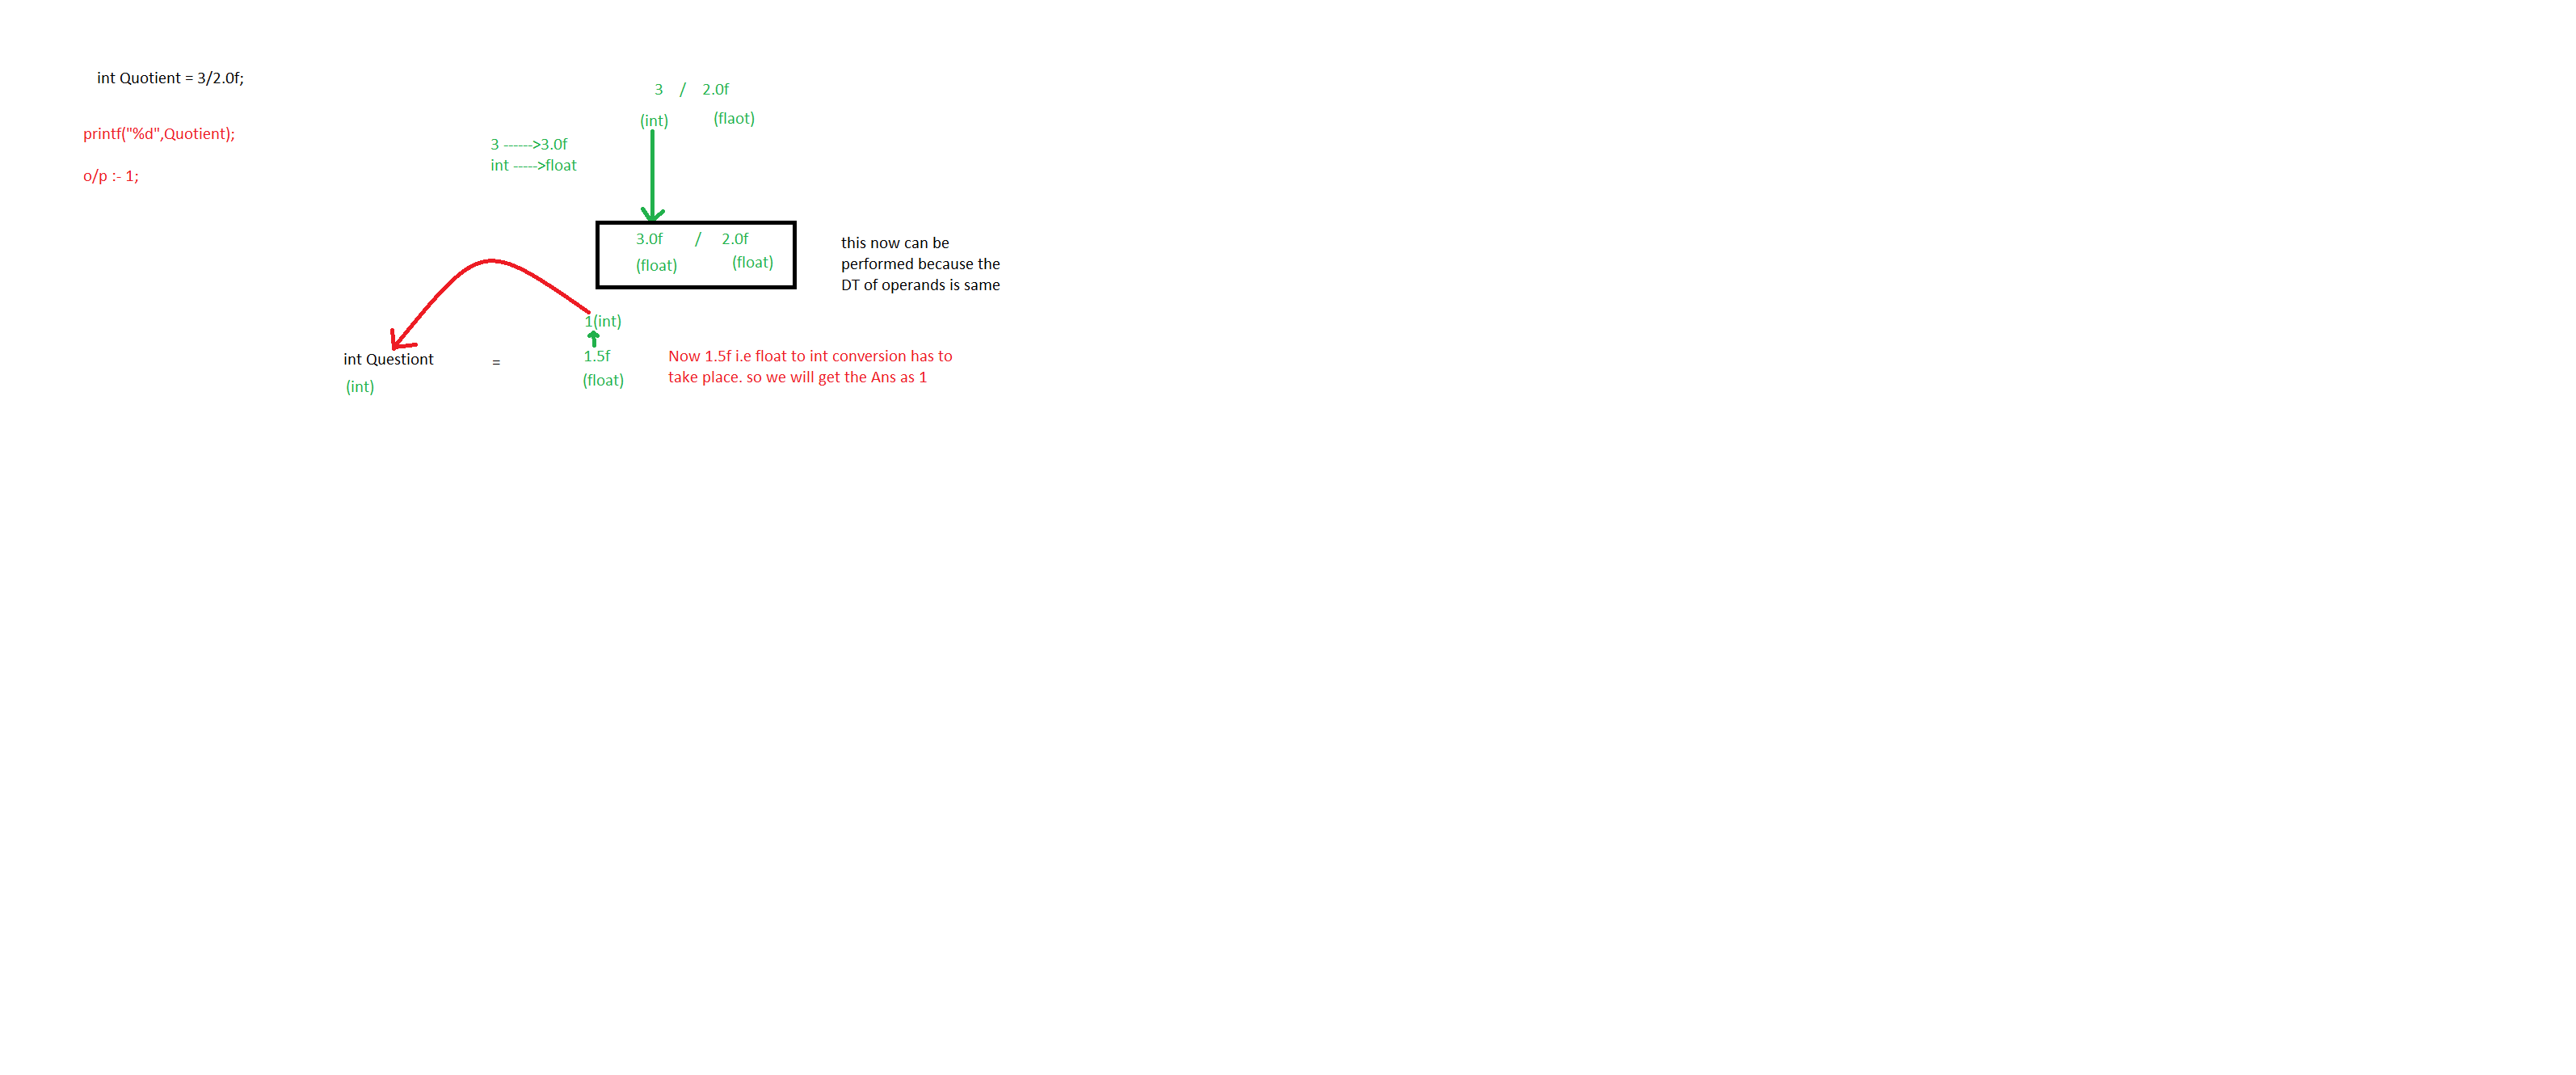 int Quotient = 3/2.0f;
printf("%d",Quotient);
o/p :- 1;
3 / 2.0f
(int) (flaot)
3 ------>3.0f
int ----->float
3.0f / 2.0f
(float) (float)
this now can be
performed because the
DT of operands is same
1(int)
int Questiont = 1.5f
(int) (float)
Now 1.5f i.e float to int conversion has to
take place. so we will get the Ans as 1